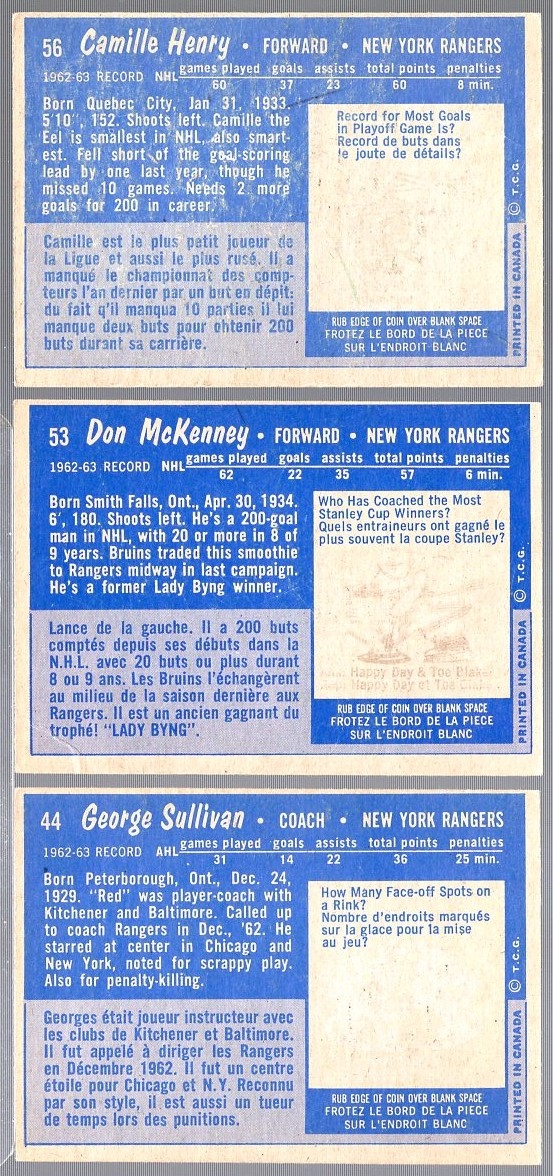 56 Camille Henry • FORWARD • NEW YORK RANGERS
1962-63 RECORD NHL games played goals assists total points penalties
60 37 23 60 8 min.
Born Quebec City, Jan 31, 1933.
5'10", 152. Shoots left. Camille the
Eel is smallest in NHL, also smart-
est. Fell short of the goal-scoring
lead by one last year, though he
missed 10 games. Needs 2 more
goals for 200 in career.
Camille est le plus petit joueur de
la Ligue et aussi le plus rusé. Il a
manqué le championnat des comp-
teurs l'an dernier par un but en dépit:
du fait q'il manqua 10 parties il lui
manque deux buts pour obtenir 200
buts durant sa carrière.
Record for Most Goals
in Playoff Game Is?
Record de buts dans
le joute de détails?
RUB EDGE OF COIN OVER BLANK SPACE
FROTEZ LE BORD DE LA PIECE
SUR L'ENDROIT BLANC
PRINTED IN CANADA © T.C.G.
53 Don McKenney • FORWARD • NEW YORK RANGERS
1962-63 RECORD NHL games played goals assists total points penalties
62 22 35 57 6 min.
Born Smith Falls, Ont., Apr. 30, 1934.
6', 180. Shoots left. He's a 200-goal
man in NHL, with 20 or more in 8 of
9 years. Bruins traded this smoothie
to Rangers midway in last campaign.
He's a former Lady Byng winner.
Lance de la gauche. Il a 200 buts
comptés depuis ses débuts dans la
N.H.L. avec 20 buts ou plus durant
8 ou 9 ans. Les Bruins l'échangèrent
au milieu de la saison dernière aux
Rangers. Il est un ancien gagnant du
trophé! "LADY BYNG".
Who Has Coached the Most
Stanley Cup Winners?
Quels entraineurs ont gagné le
plus souvent la coupe Stanley?
Happy Day & Toe Blake
Happy Day et Toe
RUB EDGE OF COIN OVER BLANK SPACE
FROTEZ LE BORD DE LA PIECE
SUR L'ENDROIT BLANC
PRINTED IN CANADA © T.C.G.
44 George Sullivan • COACH • NEW YORK RANGERS
1962-63 RECORD AHL games played goals assists total points penalties
31 14 22 36 25 min.
Born Peterborough, Ont., Dec. 24,
1929. "Red" was player-coach with
Kitchener and Baltimore. Called up
to coach Rangers in Dec., '62. He
starred at center in Chicago and
New York, noted for scrappy play.
Also for penalty-killing.
Georges était joueur instructeur avec
les clubs de Kitchener et Baltimore.
Il fut appelé à diriger les Rangers
en Décembre 1962. Il fut un centre
étoile pour Chicago et N.Y. Reconnu
par son style, il est aussi un tueur
de temps lors des punitions.
How Many Face-off Spots on
a Rink?
Nombre d'endroits marqués
sur la glace pour la mise
au jeu?
RUB EDGE OF COIN OVER BLANK SPACE
FROTEZ LE BORD DE LA PIECE
SUR L'ENDROIT BLANC
PRINTED IN CANADA © T.C.G.